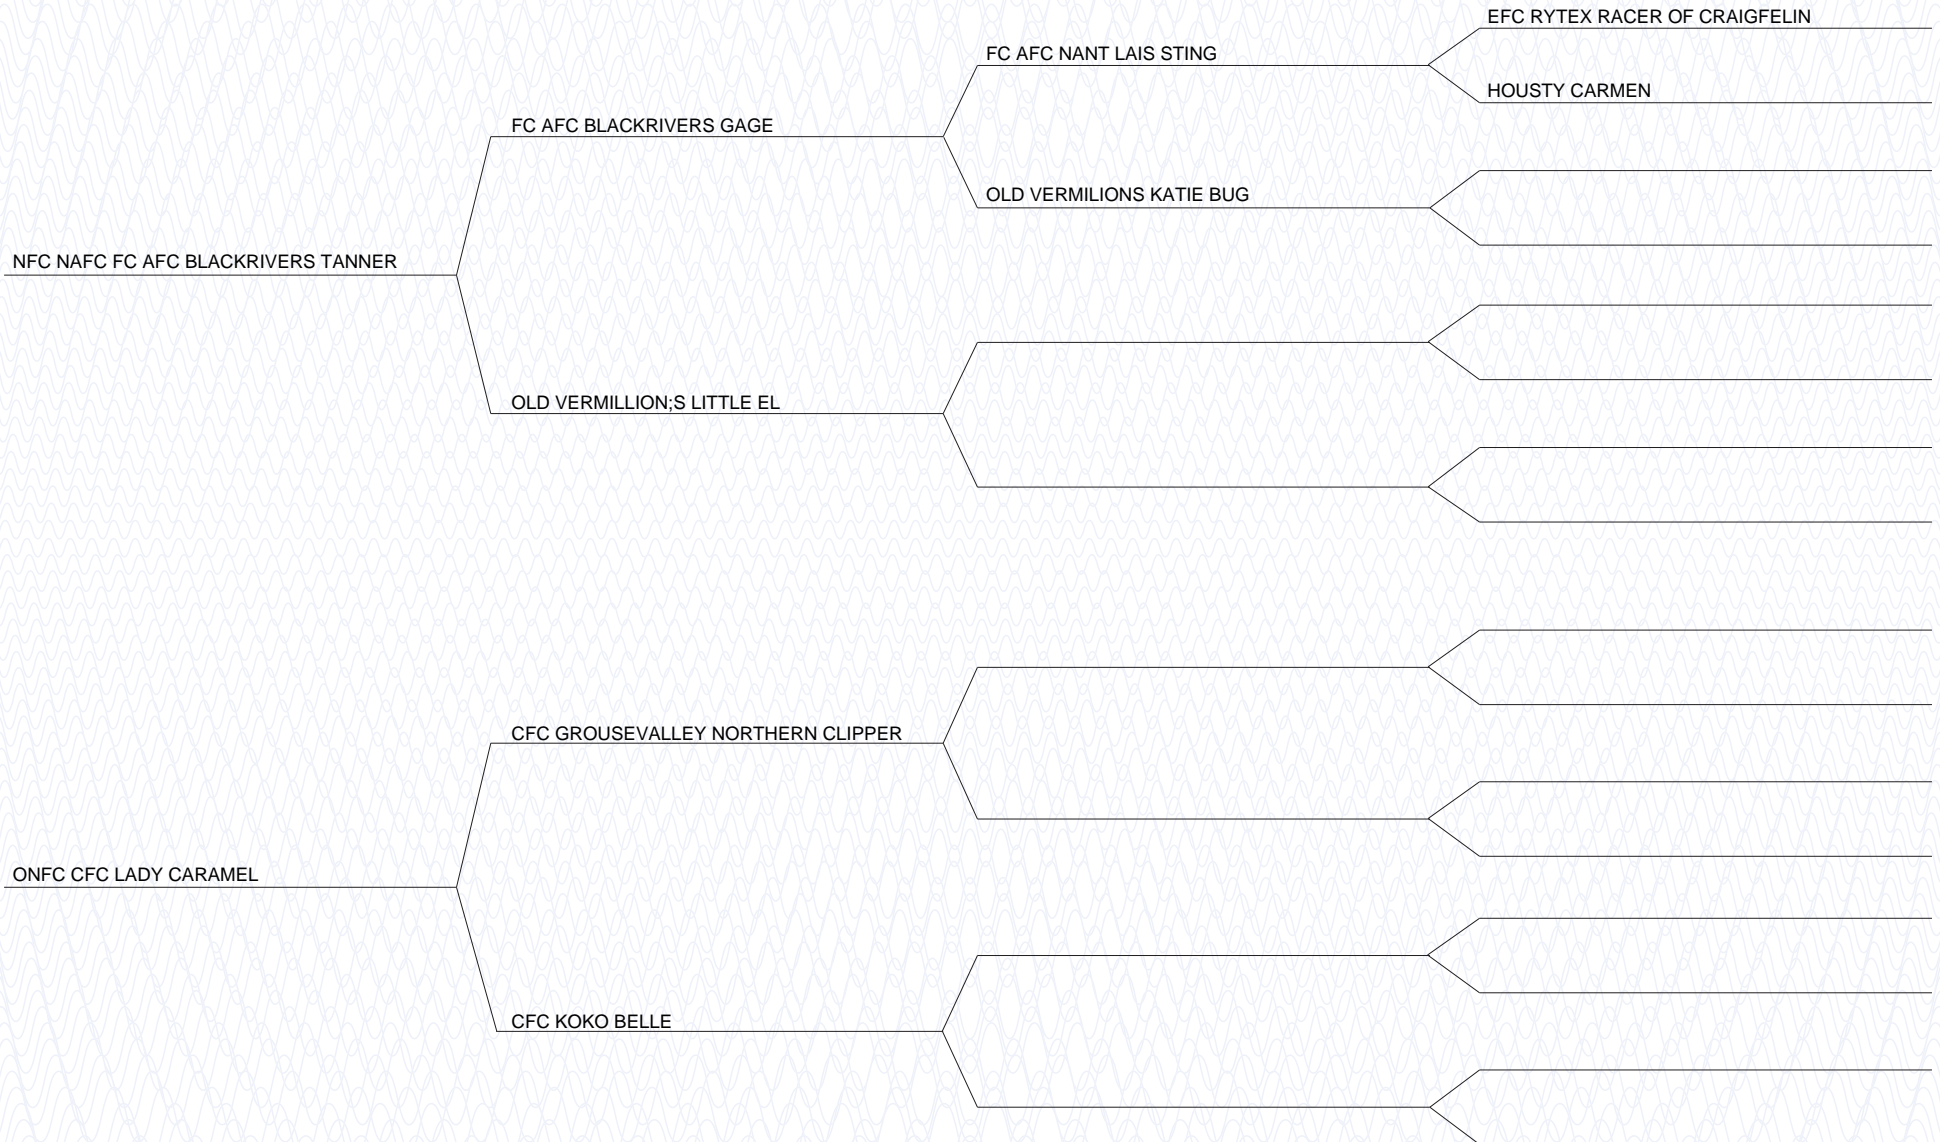 EFC RYTEX RACER OF CRAIGFELIN
FC AFC NANT LAIS STING
HOUSTY CARMEN
FC AFC BLACKRIVERS GAGE
OLD VERMILIONS KATIE BUG
NFC NAFC FC AFC BLACKRIVERS TANNER
OLD VERMILLION;S LITTLE EL
CFC GROUSEVALLEY NORTHERN CLIPPER
ONFC CFC LADY CARAMEL
CFC KOKO BELLE